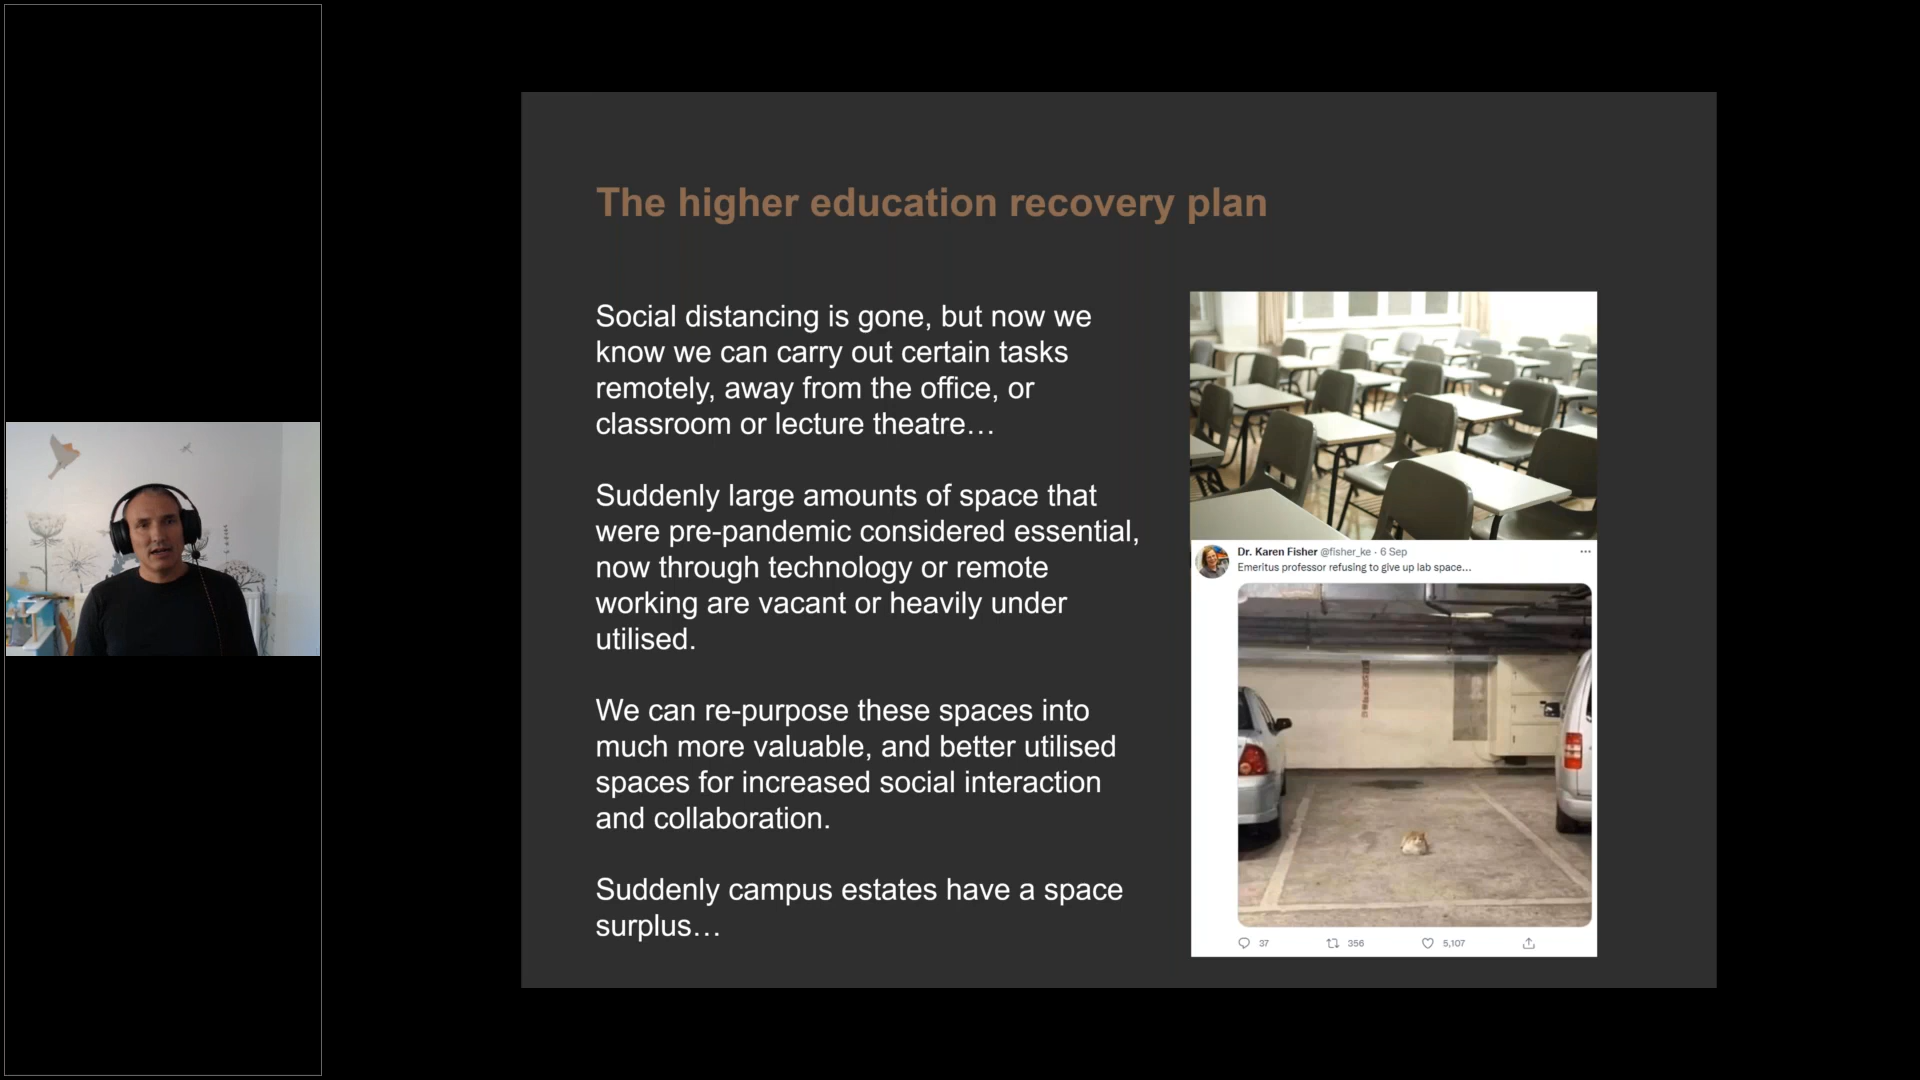 The higher education recovery plan
Social distancing is gone, but now we
know we can carry out certain tasks
remotely, away from the office, or
classroom or lecture theatre…
Suddenly large amounts of space that
were pre-pandemic considered essential,
now through technology or remote
working are vacant or heavily under
utilised.
We can re-purpose these spaces into
much more valuable, and better utilised
spaces for increased social interaction
and collaboration.
Suddenly campus estates have a space
surplus…
Dr. Karen Fisher @fisher_ke · 6 Sep
Emeritus professor refusing to give up lab space...
37 356 5,107